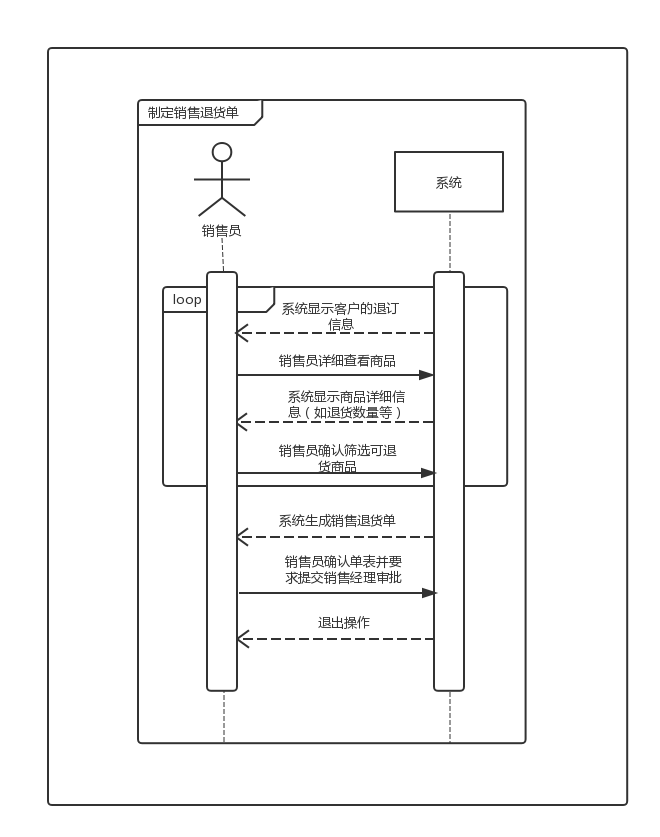 制定销售退货单
系统
销售员
loop
系统显示客户的退订
信息
销售员详细查看商品
系统显示商品详细信
息（如退货数量等）
销售员确认筛选可退
货商品
系统生成销售退货单
销售员确认单表并要
求提交销售经理审批
退出操作